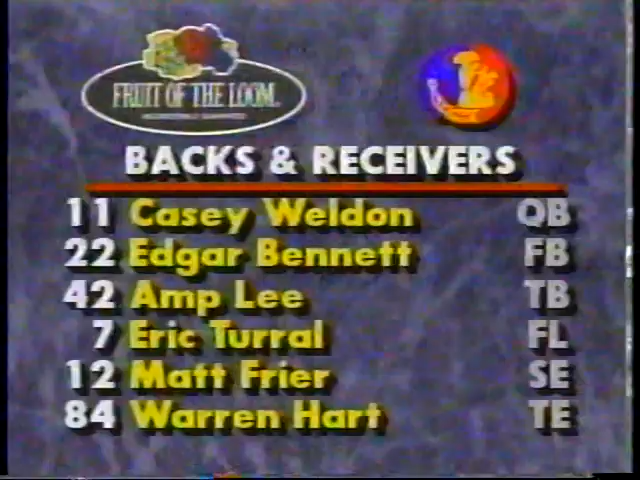 FRUIT OF THE LOOM.
BACKS & RECEIVERS
11 Casey Weldon QB
22 Edgar Bennett FB
42 Amp Lee TB
7 Eric Turral FL
12 Matt Frier SE
84 Warren Hart TE